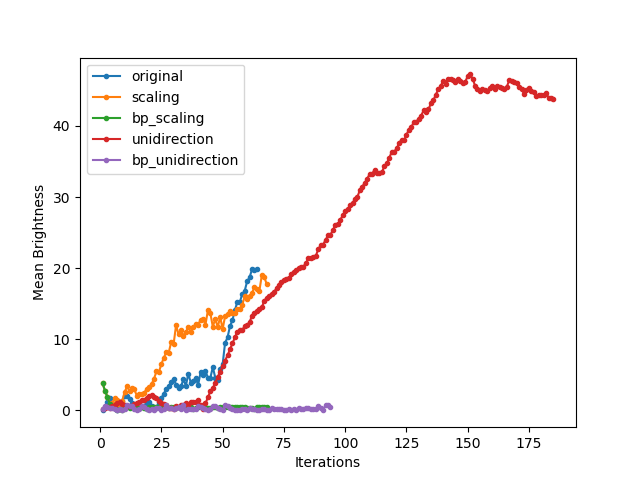 original
scaling
bp_scaling
unidirection
bp_unidirection
Mean Brightness
40
30
20
10
0
0 25 50 75 100 125 150 175
Iterations